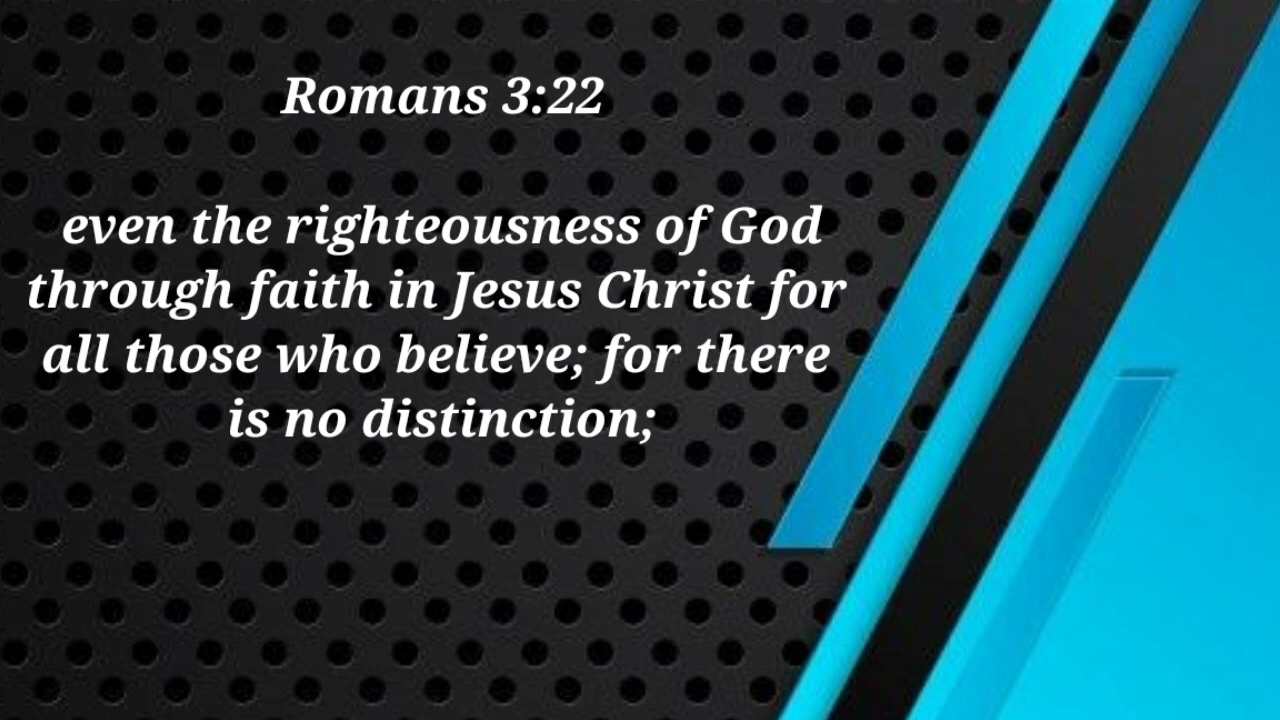 Romans 3:22
even the righteousness of God
through faith in Jesus Christ for
all those who believe; for there
is no distinction;